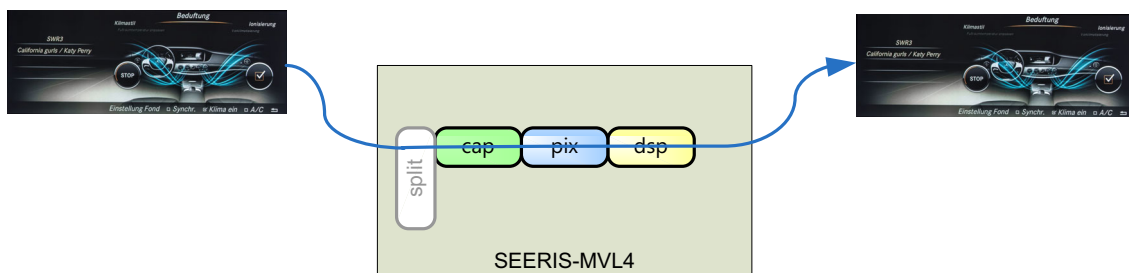 Beduftung
Klimastil
Ionisierung
SWR3
California gurls / Katy Perry
STOP
Einstellung Fond Synchr. Klima ein A/C
Beduftung
Klimastil
Ionisierung
SWR3
California gurls / Katy Perry
STOP
Einstellung Fond Synchr. Klima ein A/C
split
cap pix dsp
SEERIS-MVL4